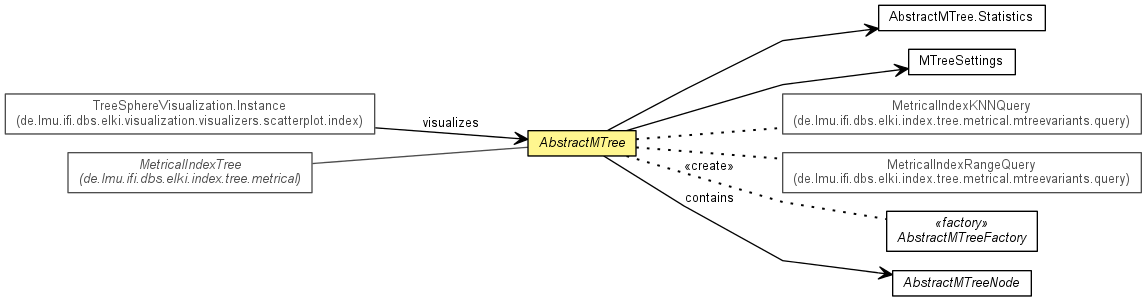 AbstractMTree.Statistics
MTreeSettings
TreeSphereVisualization.Instance
(de.lmu.ifi.dbs.elki.visualization.visualizers.scatterplot.index)
visualizes
MetricalIndexTree
(de.lmu.ifi.dbs.elki.index.tree.metrical)
AbstractMTree
MetricalIndexKNNQuery
(de.lmu.ifi.dbs.elki.index.tree.metrical.mtreevariants.query)
MetricalIndexRangeQuery
(de.lmu.ifi.dbs.elki.index.tree.metrical.mtreevariants.query)
«create»
contains
«factory»
AbstractMTreeFactory
AbstractMTreeNode